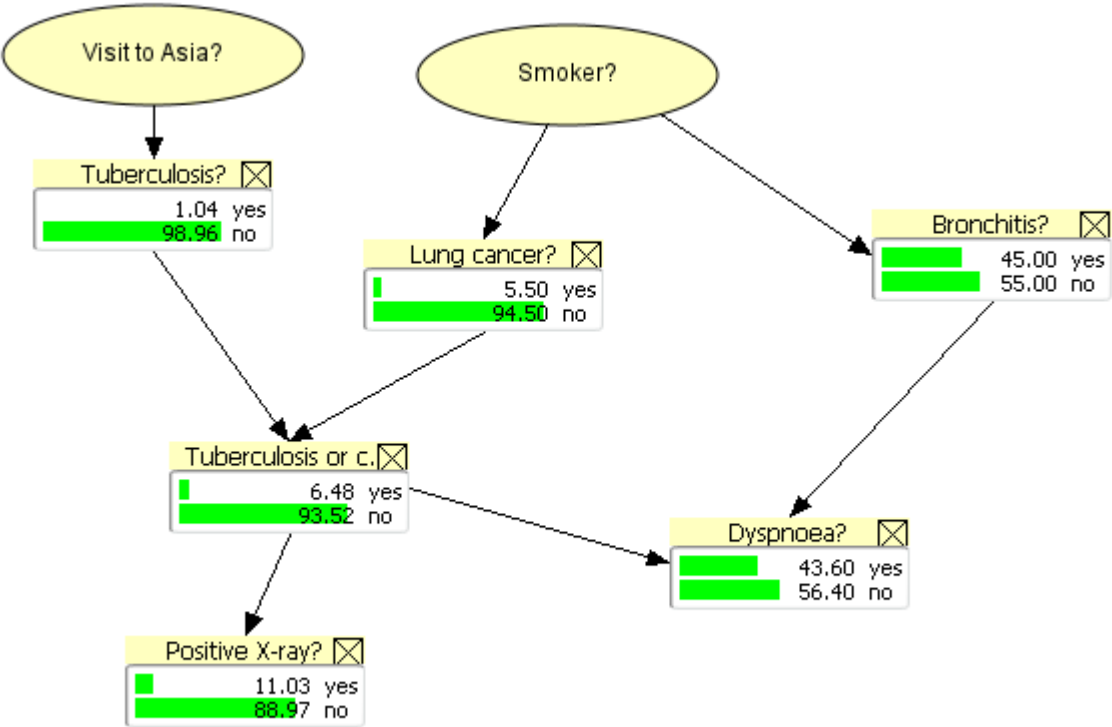 Visit to Asia?
Smoker?
Tuberculosis?
1.04 yes
98.96 no
Bronchitis?
45.00 yes
55.00 no
Lung cancer?
5.50 yes
94.50 no
Tuberculosis or c.
6.48 yes
93.52 no
Dyspnoea?
43.60 yes
56.40 no
Positive X-ray?
11.03 yes
88.97 no